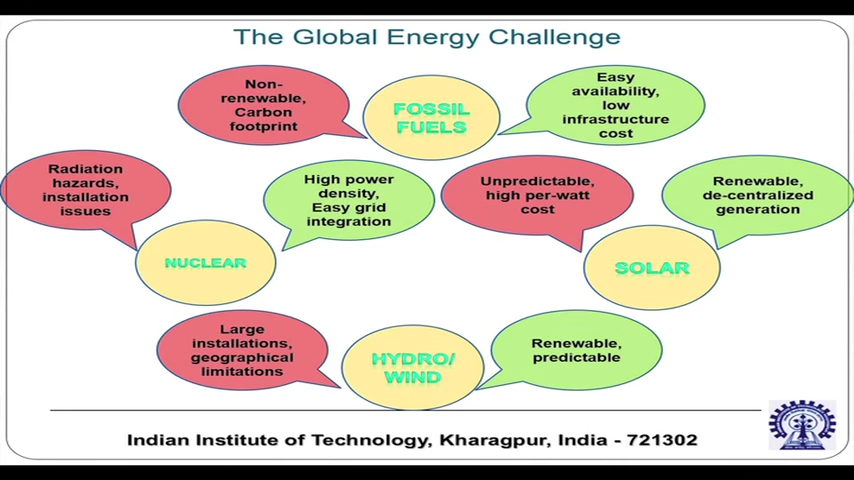 The Global Energy Challenge
Non-
renewable,
Carbon
footprint
FOSSIL
FUELS
Easy
availability,
low
infrastructure
cost
Radiation
hazards,
installation
issues
High power
density,
Easy grid
integration
NUCLEAR
Unpredictable,
high per-watt
cost
Renewable,
de-centralized
generation
SOLAR
Large
installations,
geographical
limitations
HYDRO/
WIND
Renewable,
predictable
Indian Institute of Technology, Kharagpur, India - 721302